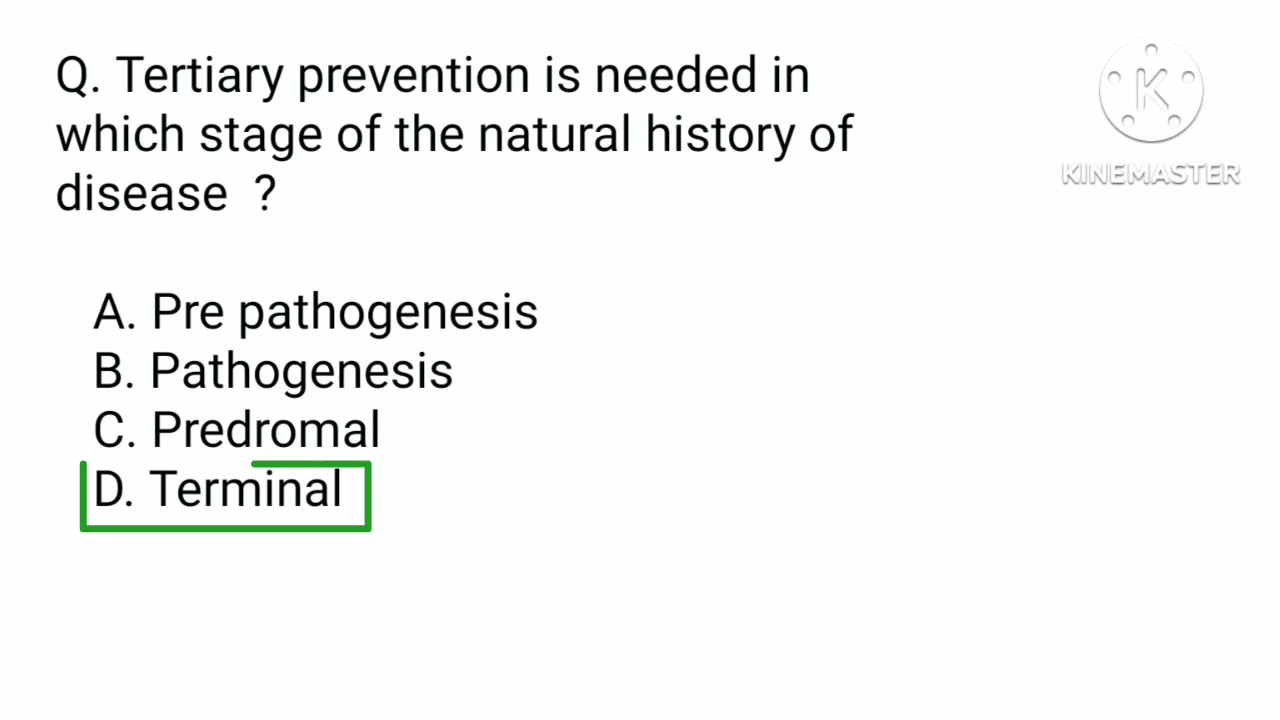 Q. Tertiary prevention is needed in
which stage of the natural history of
disease ?
A. Pre pathogenesis
B. Pathogenesis
C. Predromal
D. Terminal
K
KINEMASTER